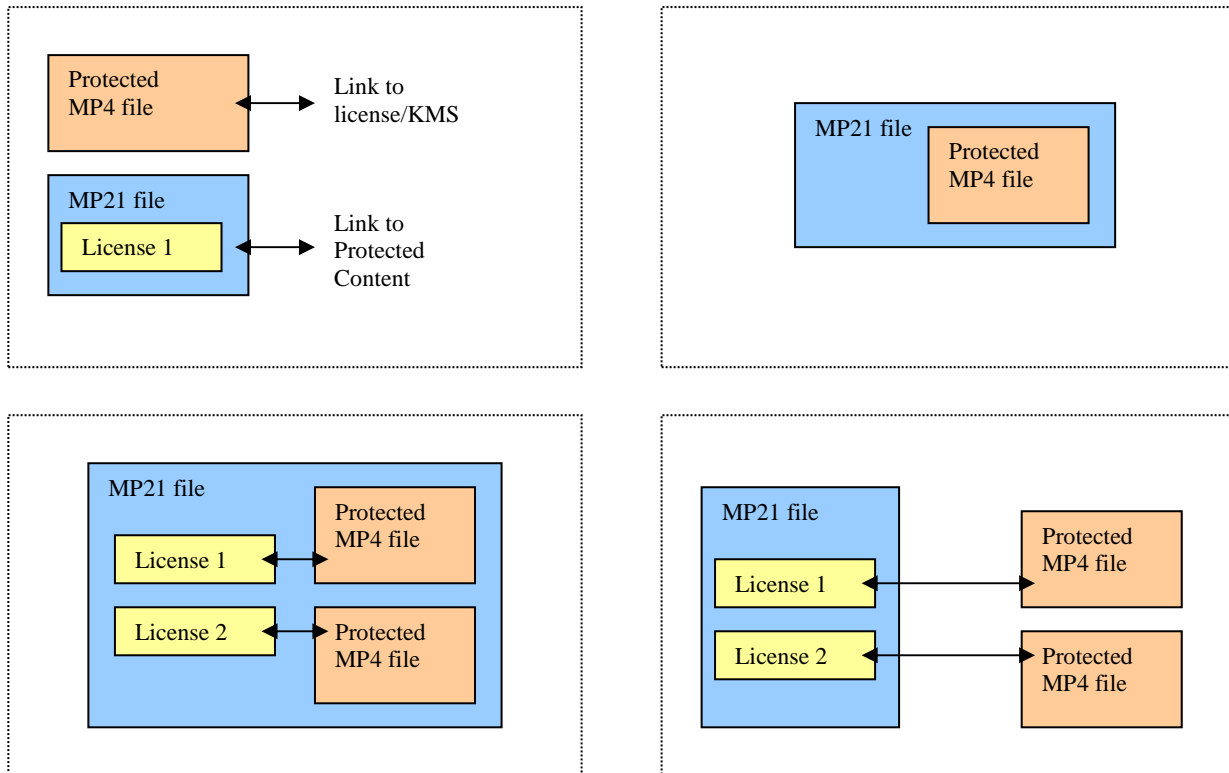 Protected
MP4 file
Link to
license/KMS
MP21 file
License 1
Link to
Protected
Content
MP21 file
Protected
MP4 file
MP21 file
Protected
MP4 file
License 1
License 2
Protected
MP4 file
MP21 file
Protected
MP4 file
License 1
License 2
Protected
MP4 file